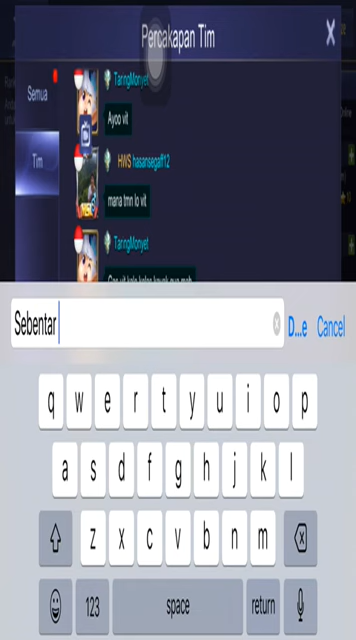 Percakapan Tim
X
Semua
TaringMonyet
Ayoo vit
Tim
HWS hasansegaff12
mana tmn lo vit
TaringMonyet
Sebentar
D...e Cancel
q w e r t y u i o p
a s d f g h j k l
z x c v b n m
123 space return